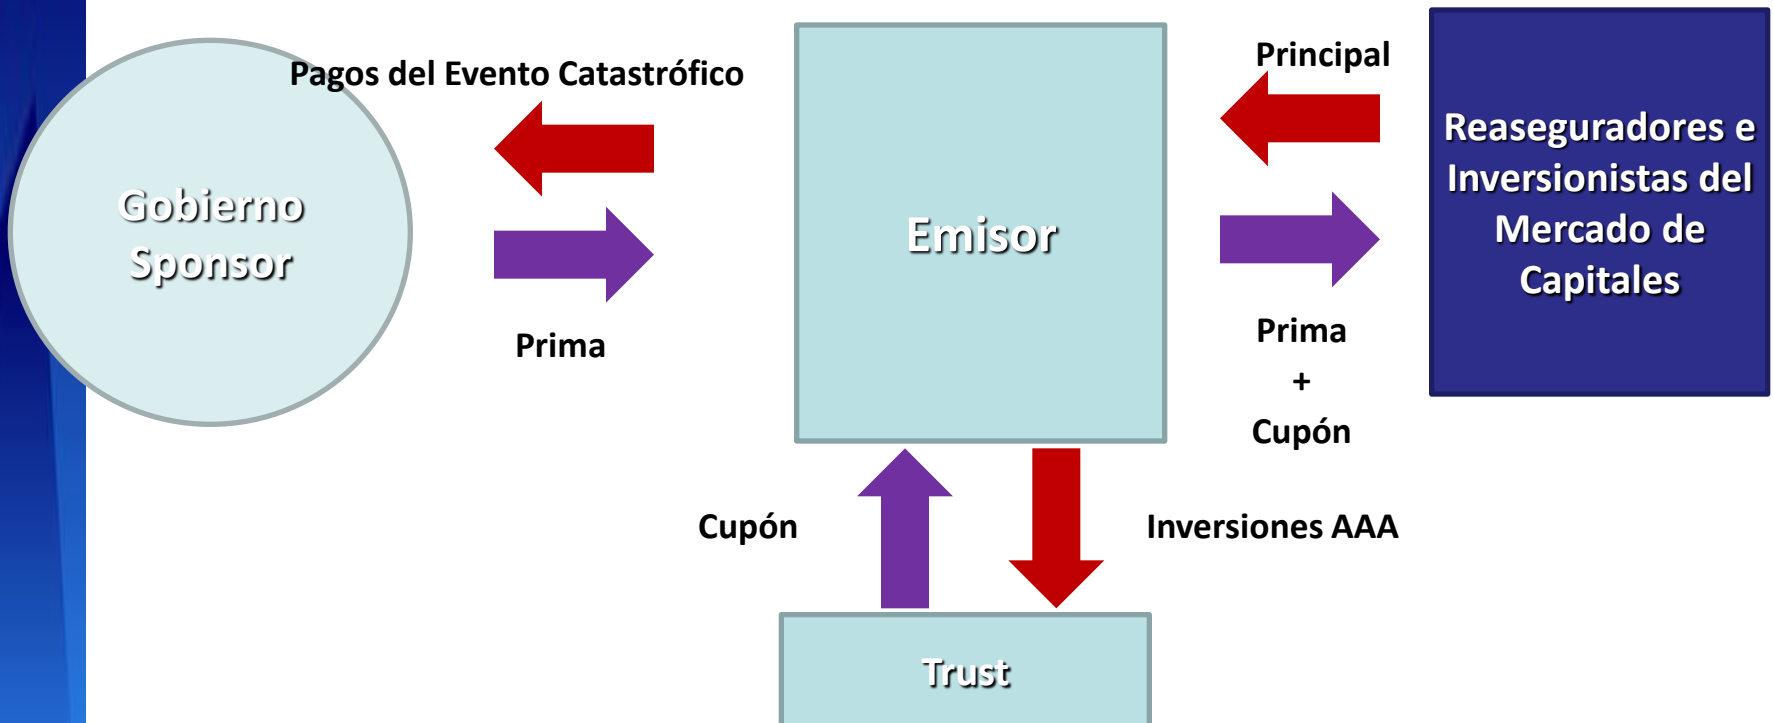 Pagos del Evento Catastrófico
Gobierno
Sponsor
Prima
Emisor
Principal
Prima
+
Cupón
Reaseguradores e
Inversionistas del
Mercado de
Capitales
Cupón
Inversiones AAA
Trust